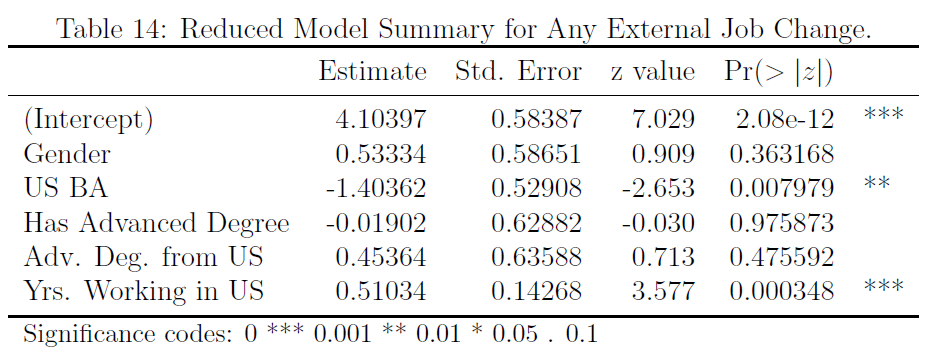 Table 14: Reduced Model Summary for Any External Job Change.
Estimate Std. Error z value Pr(> |z|)
(Intercept) 4.10397 0.58387 7.029 2.08e-12 ***
Gender 0.53334 0.58651 0.909 0.363168
US BA -1.40362 0.52908 -2.653 0.007979 **
Has Advanced Degree -0.01902 0.62882 -0.030 0.975873
Adv. Deg. from US 0.45364 0.63588 0.713 0.475592
Yrs. Working in US 0.51034 0.14268 3.577 0.000348 ***
Significance codes: 0 *** 0.001 ** 0.01 * 0.05 . 0.1